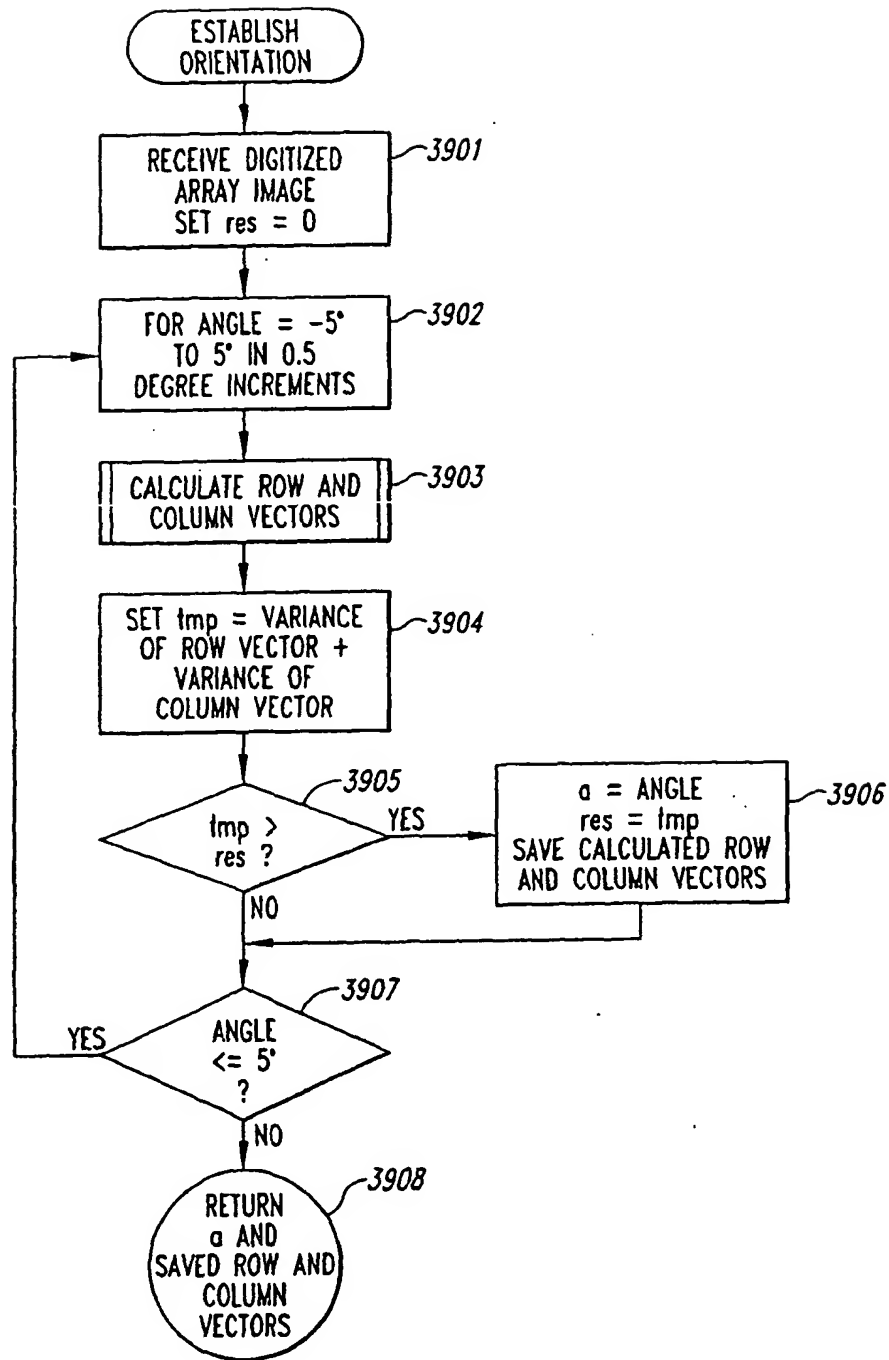 ESTABLISH
ORIENTATION
RECEIVE DIGITIZED
ARRAY IMAGE
SET res = 0
3901
FOR ANGLE = -5°
TO 5° IN 0.5
DEGREE INCREMENTS
3902
CALCULATE ROW AND
COLUMN VECTORS
3903
SET tmp = VARIANCE
OF ROW VECTOR +
VARIANCE OF
COLUMN VECTOR
3904
tmp >
res ?
3905
YES
NO
a = ANGLE
res = tmp
SAVE CALCULATED ROW
AND COLUMN VECTORS
3906
ANGLE
<= 5°
?
3907
YES
NO
RETURN
a AND
SAVED ROW AND
COLUMN
VECTORS
3908